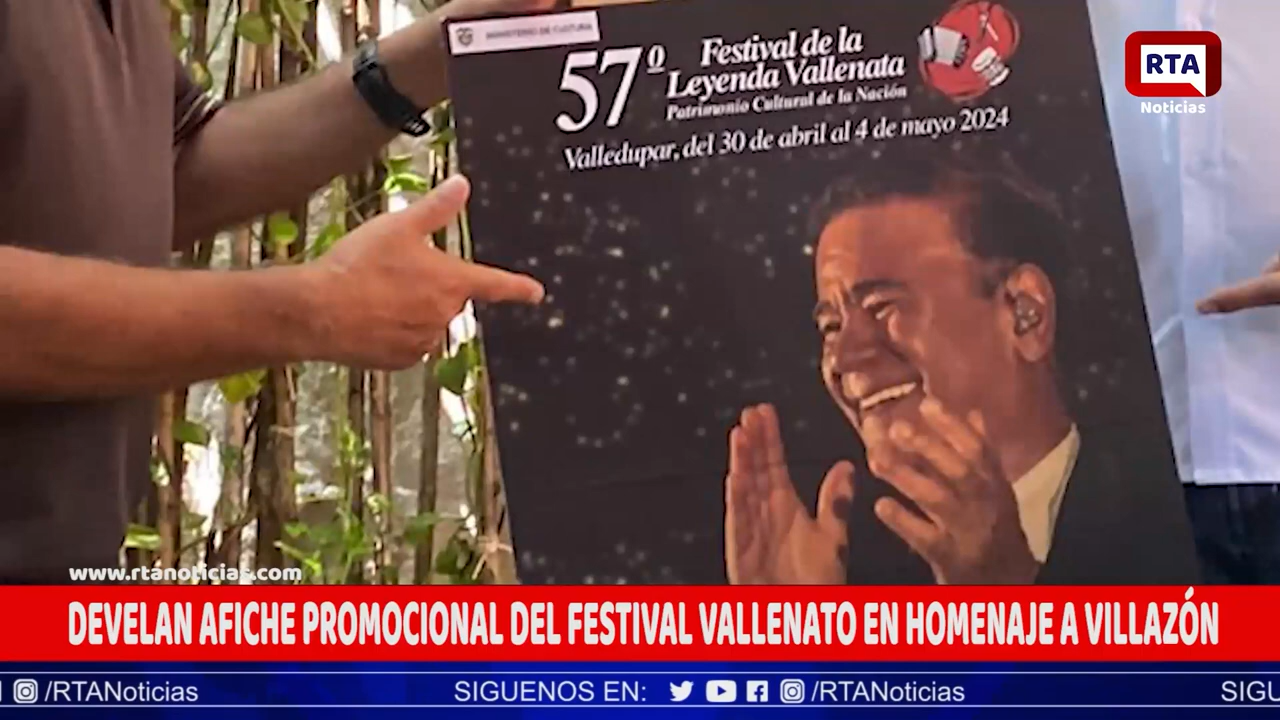 MINISTERIO DE CULTURA
57º
Festival de la
Leyenda Vallenata
Patrimonio Cultural de la Nación
Valledupar, del 30 de abril al 4 de mayo 2024
RTA
Noticias
www.rtanoticias.com
DEVELAN AFICHE PROMOCIONAL DEL FESTIVAL VALLENATO EN HOMENAJE A VILLAZÓN
/RTANoticias SIGUENOS EN: /RTANoticias SIGU